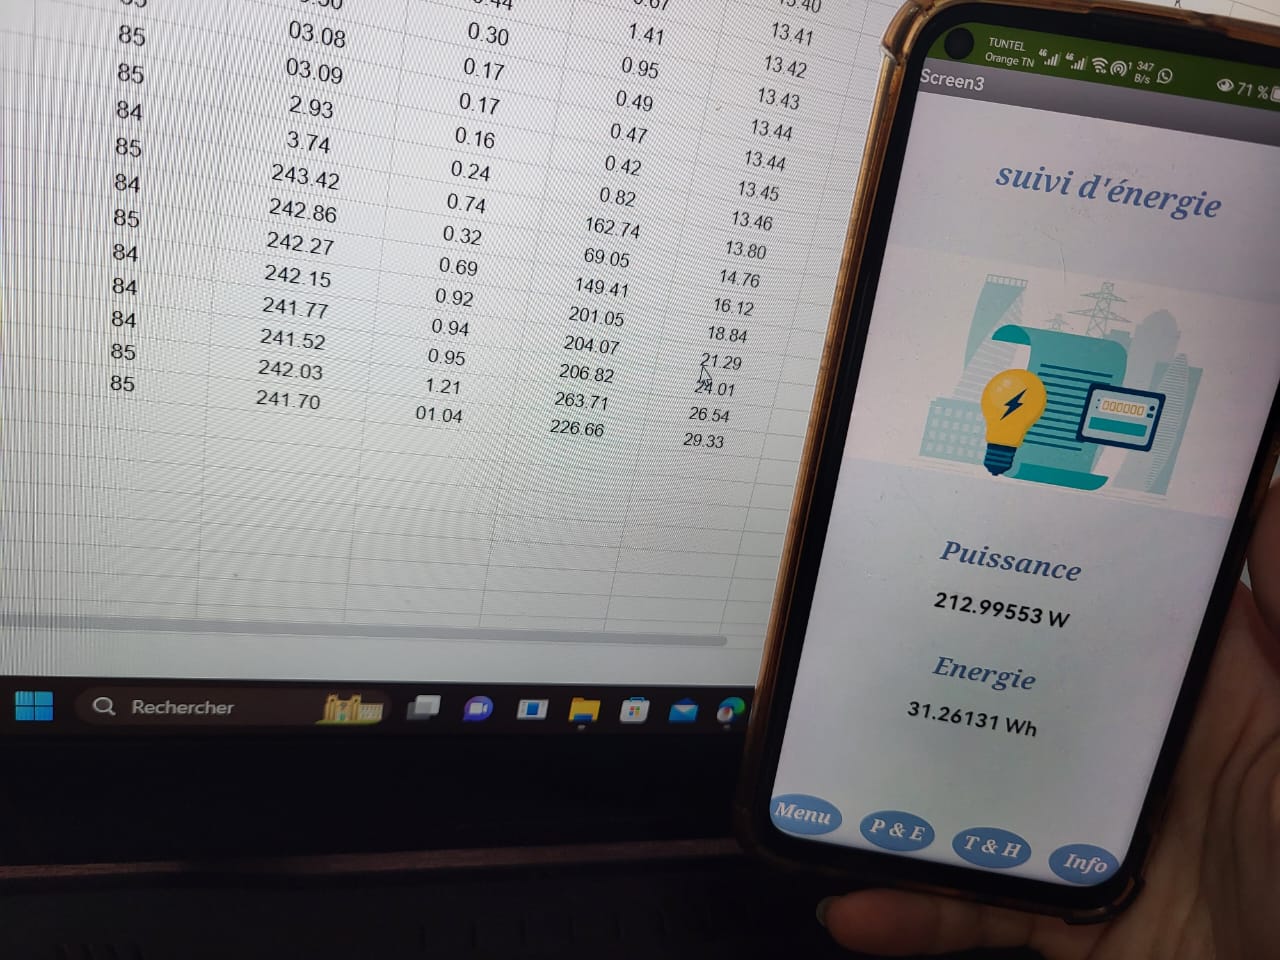 13.40
13.41
1.41 13.42
0.30 0.95 13.43
03.08 0.17 0.49 13.44
85 03.09 0.17 0.47 13.44
85 2.93 0.16 0.42 13.45
84 3.74 0.24 0.82 13.46
85 243.42 0.74 162.74 13.80
84 242.86 0.32 69.05 14.76
85 242.27 0.69 149.41 16.12
84 242.15 0.92 201.05 18.84
84 241.77 0.94 204.07 21.29
84 241.52 0.95 206.82 24.01
85 242.03 1.21 263.71 26.54
85 241.70 01.04 226.66 29.33
Rechercher
TUNTEL
Orange TN 4G 4G 1 347 B/s 71 %
Screen3
suivi d'énergie
000000
Puissance
212.99553 W
Energie
31.26131 Wh
Menu P & E T & H Info